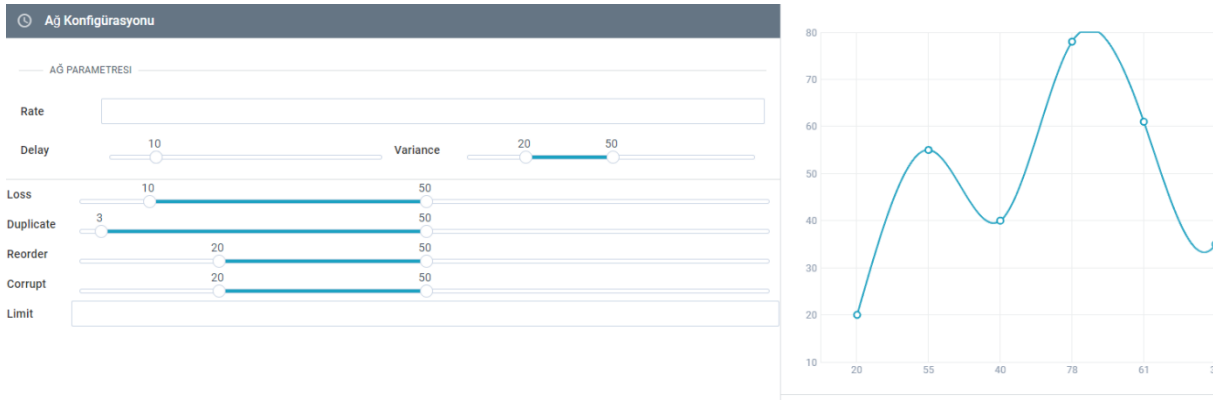 Ağ Konfigürasyonu
AĞ PARAMETRESI
Rate
Delay 10 Variance 20 50
Loss 10 50
Duplicate 3 50
Reorder 20 50
Corrupt 20 50
Limit
80
70
60
50
40
30
20
10
20 55 40 78 61